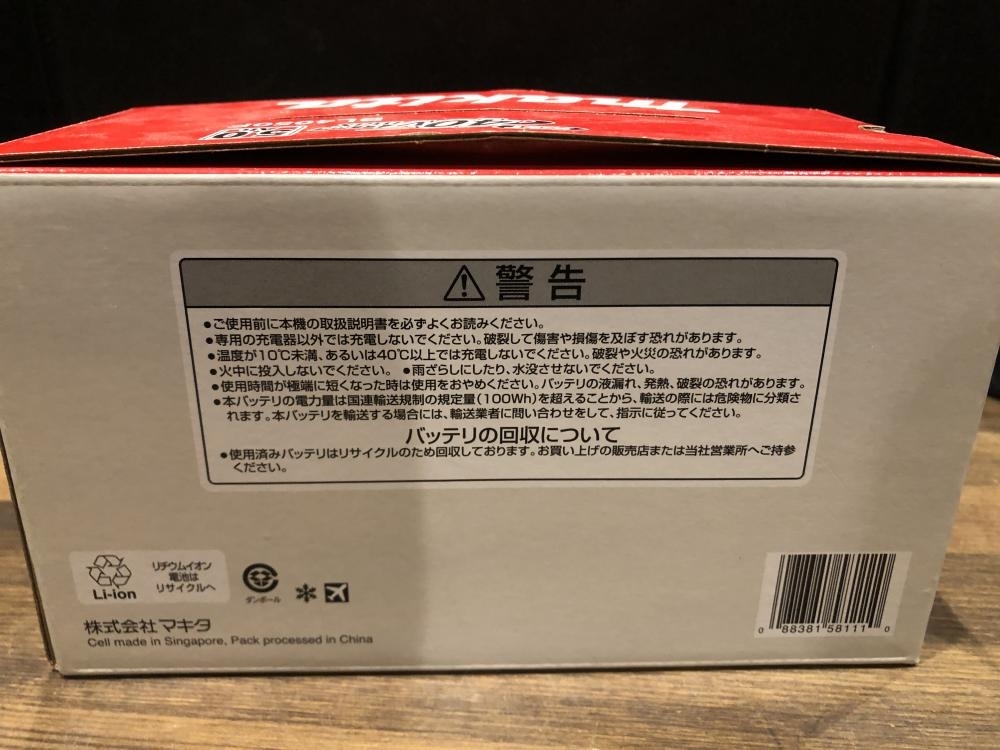 makita
警告
●ご使用前に本機の取扱説明書を必ずよくお読みください。
●専用の充電器以外では充電しないでください。破裂して傷害や損傷を及ぼす恐れがあります。
●温度が10℃未満、あるいは40℃以上では充電しないでください。破裂や火災の恐れがあります。
●火中に投入しないでください。 ●雨ざらしにしたり、水没させないでください。
●使用時間が極端に短くなった時は使用をおやめください。バッテリの液漏れ、発熱、破裂の恐れがあります。
●本バッテリの電力量は国連輸送規制の規定量(100Wh)を超えることから、輸送の際には危険物に分類さ
れます。本バッテリを輸送する場合には、輸送業者に問い合わせをして、指示に従ってください。
バッテリの回収について
●使用済みバッテリはリサイクルのため回収しております。お買い上げの販売店または当社営業所へご持参
ください。
Li-ion
リチウムイオン
電池は
リサイクルへ
ダンボール
株式会社マキタ
Cell made in Singapore, Pack processed in China
0 88381 58111 0